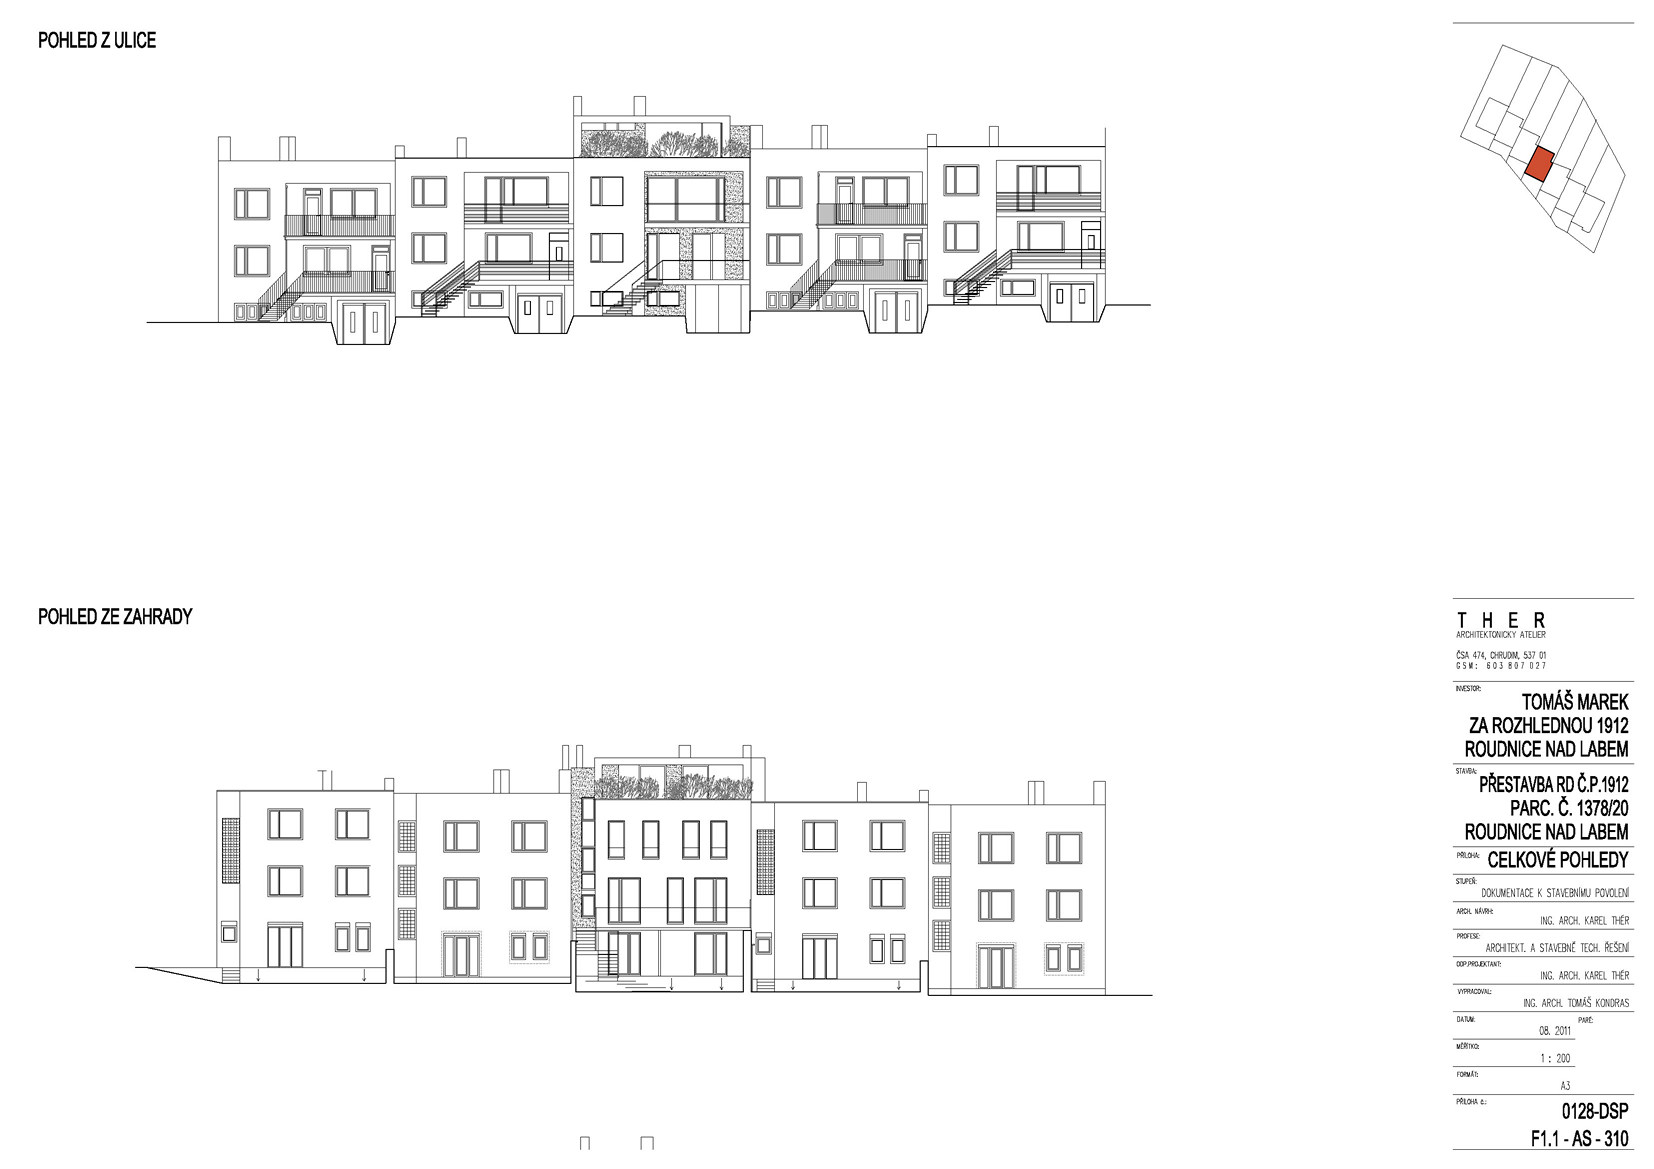 POHLED Z ULICE
POHLED ZE ZAHRADY
T H E R
ARCHITEKTONICKÝ ATELIER
ČSA 474, CHRUDIM, 537 01
GSM: 603 807 027
INVESTOR:
TOMÁŠ MAREK
ZA ROZHLEDNOU 1912
ROUDNICE NAD LABEM
STAVBA:
PŘESTAVBA RD Č.P.1912
PARC. Č. 1378/20
ROUDNICE NAD LABEM
PŘÍLOHA:
CELKOVÉ POHLEDY
STUPEŇ:
DOKUMENTACE K STAVEBNÍMU POVOLENÍ
ARCH. NÁVRH:
ING. ARCH. KAREL THÉR
PROFESE:
ARCHITEKT. A STAVEBNĚ TECH. ŘEŠENÍ
ODP.PROJEKTANT:
ING. ARCH. KAREL THÉR
VYPRACOVAL:
ING. ARCH. TOMÁŠ KONDRAS
DATUM:
PARÉ:
08. 2011
MĚŘÍTKO:
1 : 200
FORMÁT:
A3
PŘÍLOHA č.:
0128-DSP
F1.1 - AS - 310